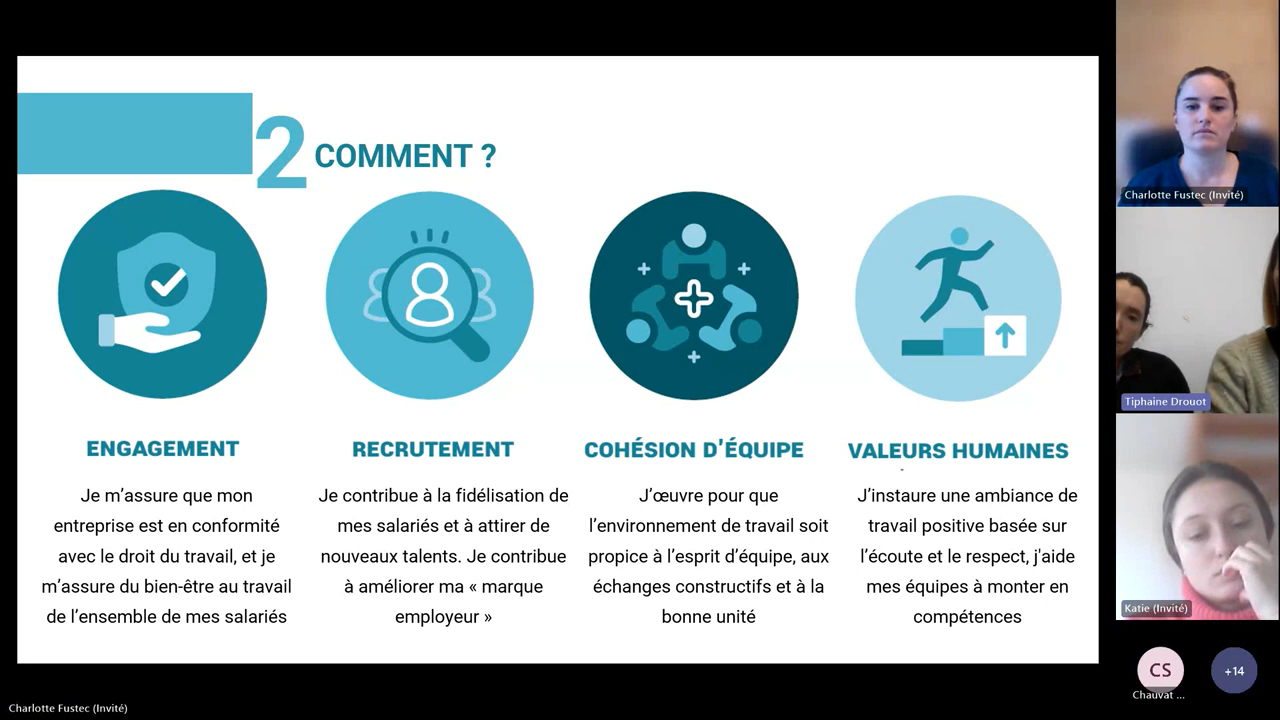 2 COMMENT ?
ENGAGEMENT
Je m’assure que mon
entreprise est en conformité
avec le droit du travail, et je
m’assure du bien-être au travail
de l’ensemble de mes salariés
RECRUTEMENT
Je contribue à la fidélisation de
mes salariés et à attirer de
nouveaux talents. Je contribue
à améliorer ma « marque
employeur »
COHÉSION D’ÉQUIPE
J’œuvre pour que
l’environnement de travail soit
propice à l’esprit d’équipe, aux
échanges constructifs et à la
bonne unité
VALEURS HUMAINES
J’instaure une ambiance de
travail positive basée sur
l’écoute et le respect, j'aide
mes équipes à monter en
compétences
Charlotte Fustec (Invité)
Tiphaine Drouot
Katie (Invité)
CS
Chauvat ...
+14
Charlotte Fustec (Invité)